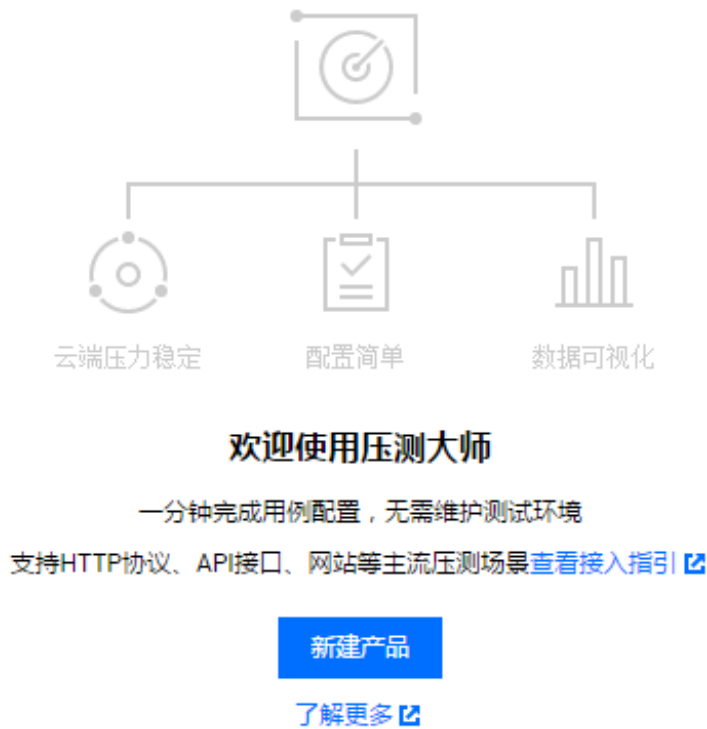 云端压力稳定 配置简单 数据可视化
欢迎使用压测大师
一分钟完成用例配置，无需维护测试环境
支持HTTP协议、API接口、网站等主流压测场景查看接入指引
新建产品
了解更多